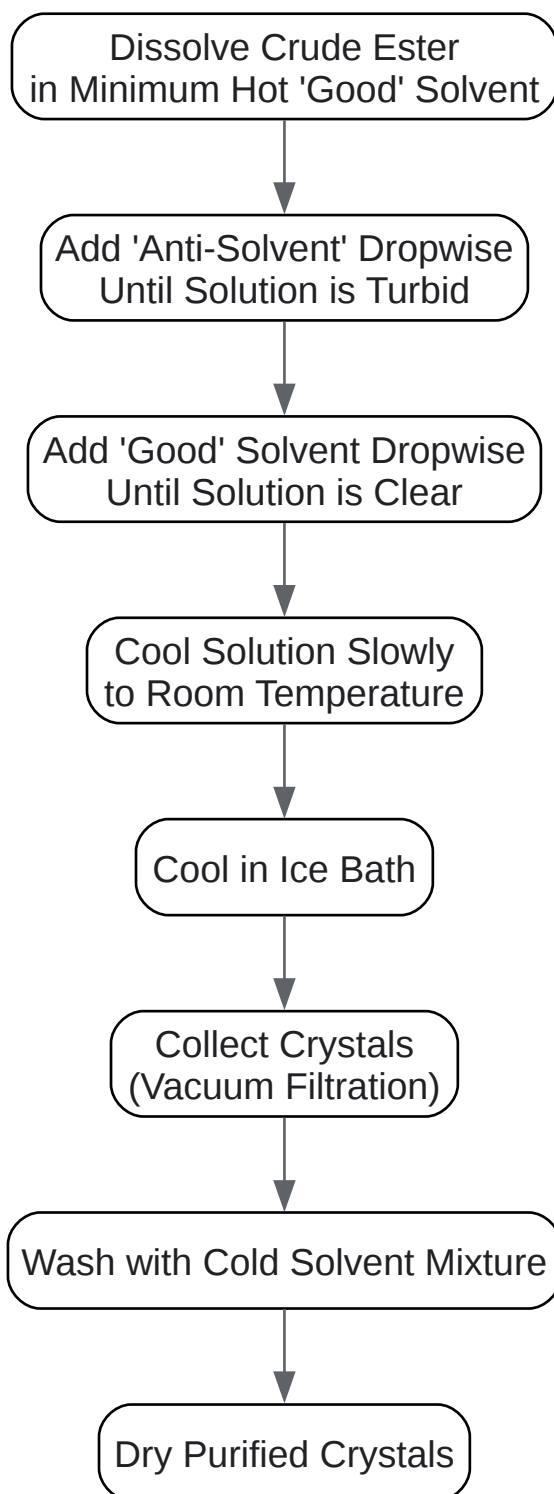 Dissolve Crude Ester
in Minimum Hot 'Good' Solvent
Add 'Anti-Solvent' Dropwise
Until Solution is Turbid
Add 'Good' Solvent Dropwise
Until Solution is Clear
Cool Solution Slowly
to Room Temperature
Cool in Ice Bath
Collect Crystals
(Vacuum Filtration)
Wash with Cold Solvent Mixture
Dry Purified Crystals